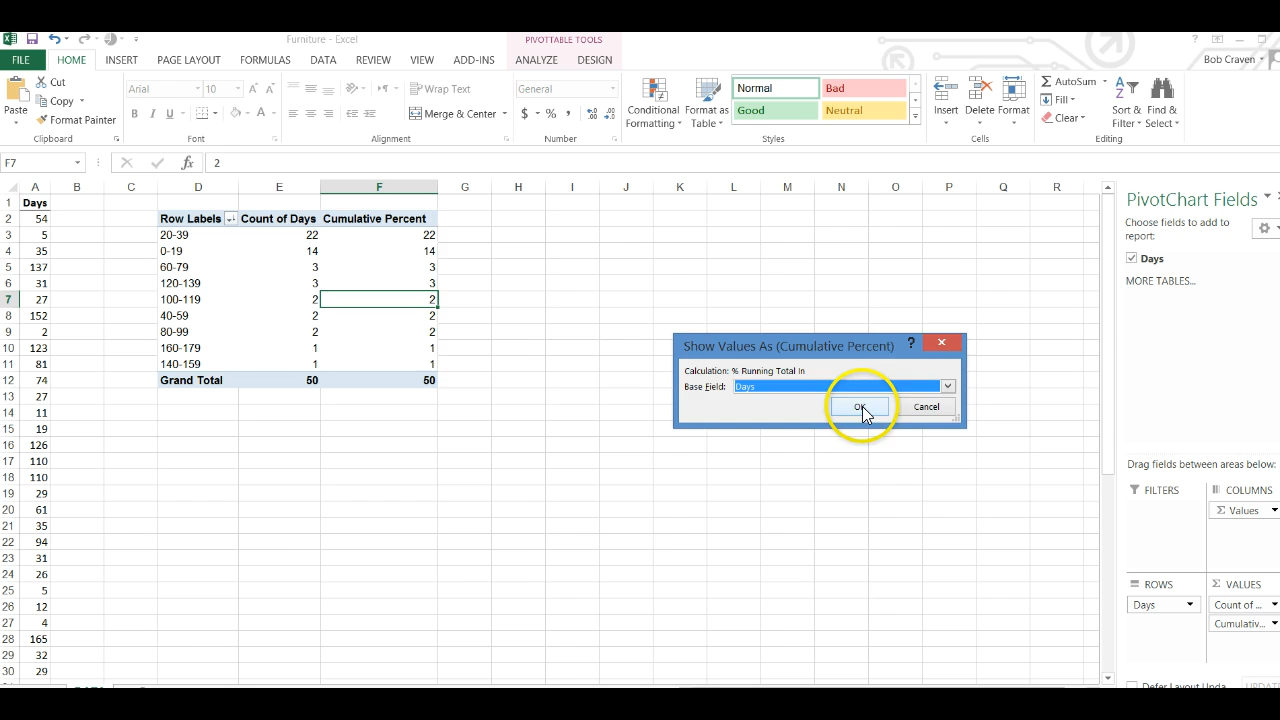 Furniture - Excel
PIVOTTABLE TOOLS
?
FILE HOME INSERT PAGE LAYOUT FORMULAS DATA REVIEW VIEW ADD-INS ANALYZE DESIGN Bob Craven
Paste
Cut
Copy
Format Painter
Clipboard
Arial
B I U
A
Font
Wrap Text
Merge & Center
Alignment
General
$ % ,
Number
Conditional Formatting
Format as Table
Normal
Bad
Good
Neutral
Styles
Insert Delete Format
Cells
AutoSum
Fill
Clear
Sort & Filter
Find & Select
Editing
F7 fx 2
A B C D E F G H I J K L M N O P Q R
1 Days
2 54 Row Labels Count of Days Cumulative Percent
3 5 20-39 22 22
4 35 0-19 14 14
5 137 60-79 3 3
6 31 120-139 3 3
7 27 100-119 2 2
8 152 40-59 2 2
9 2 80-99 2 2
10 123 160-179 1 1
11 81 140-159 1 1
12 74 Grand Total 50 50
13 27
14 11
15 19
16 126
17 110
18 110
19 29
20 61
21 35
22 94
23 31
24 26
25 5
26 12
27 4
28 165
29 32
30 29
Show Values As (Cumulative Percent) ?
Calculation: % Running Total In
Base Field: Days
OK Cancel
PivotChart Fields
Choose fields to add to
report:
Days
MORE TABLES...
Drag fields between areas below:
FILTERS
COLUMNS
Σ Values
ROWS
Days
Σ VALUES
Count of ...
Cumulativ...